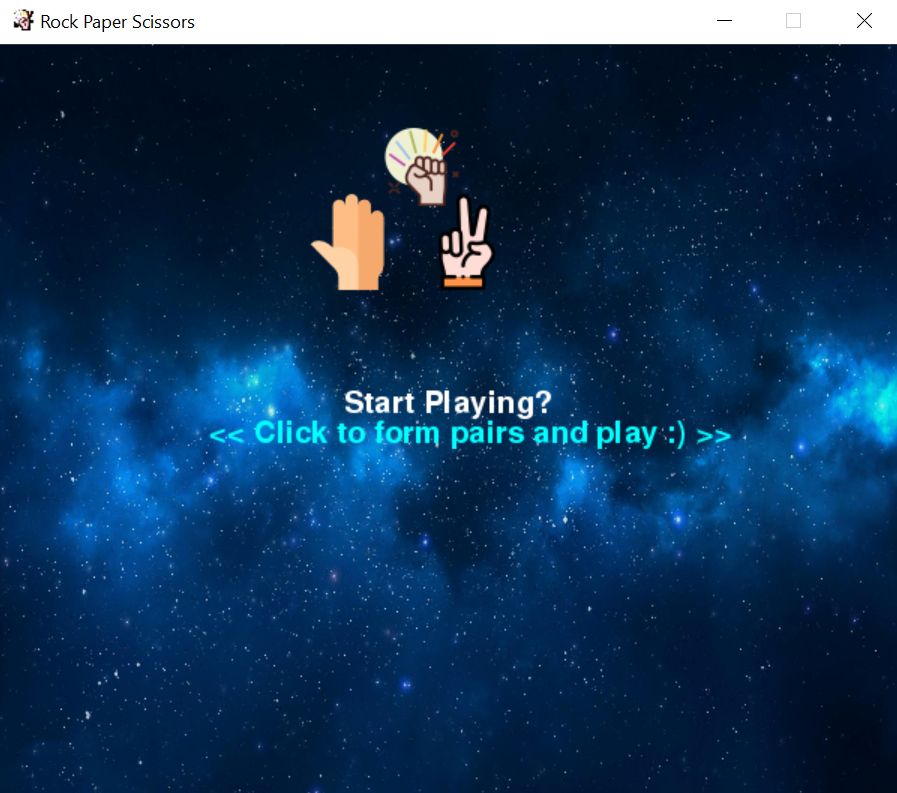 Rock Paper Scissors
Start Playing?
<< Click to form pairs and play :) >>